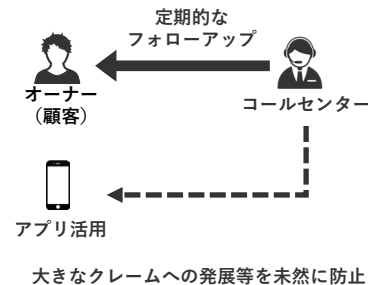 定期的な
フォローアップ
オーナー
（顧客）
コールセンター
アプリ活用
大きなクレームへの発展等を未然に防止